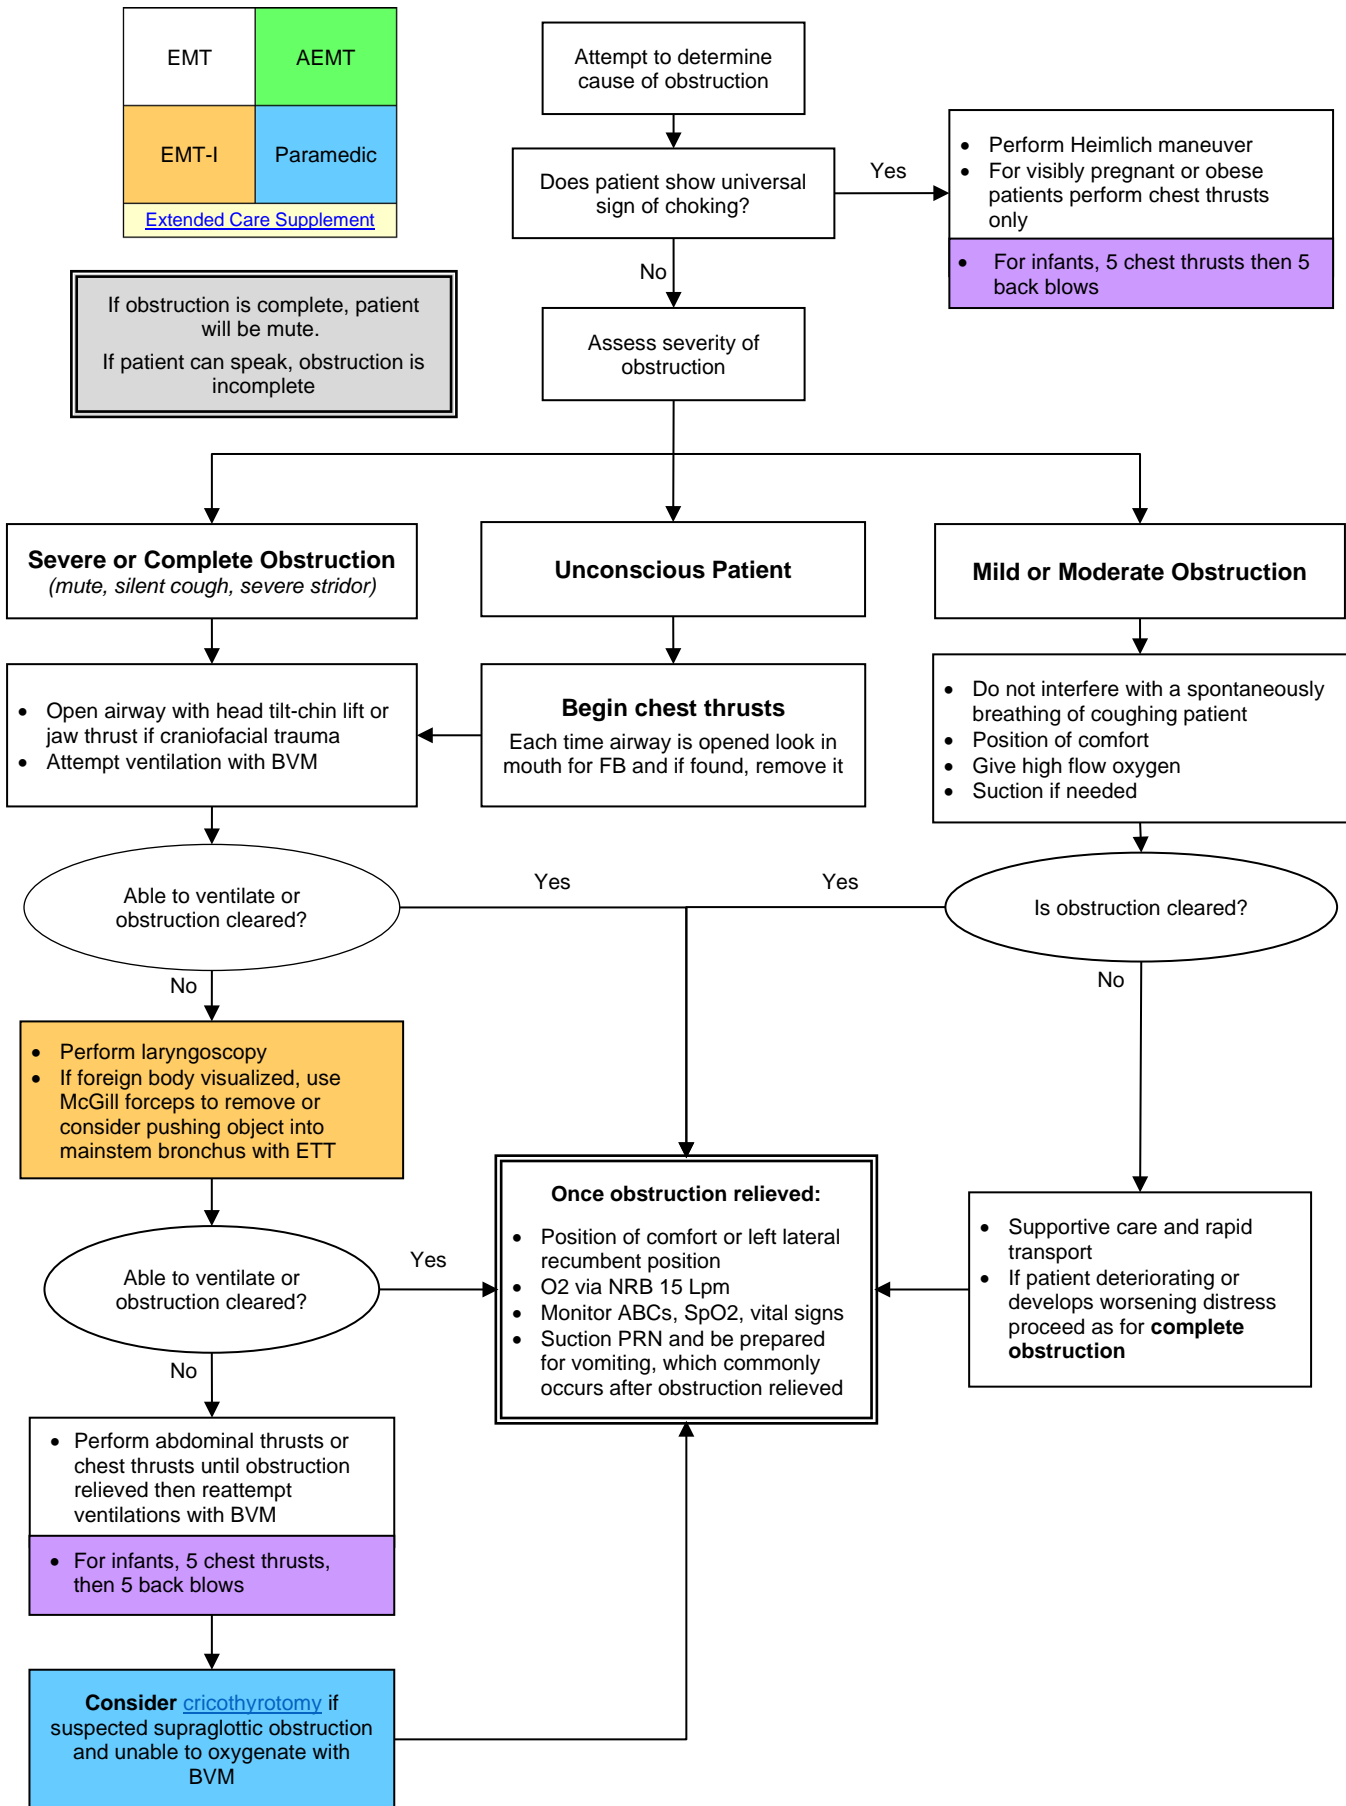 EMT
AEMT
EMT-I
Paramedic
Extended Care Supplement
Attempt to determine
cause of obstruction
Does patient show universal
sign of choking?
Yes
• Perform Heimlich maneuver
• For visibly pregnant or obese
patients perform chest thrusts
only
• For infants, 5 chest thrusts then 5
back blows
No
If obstruction is complete, patient
will be mute.
If patient can speak, obstruction is
incomplete
Assess severity of
obstruction
Severe or Complete Obstruction
(mute, silent cough, severe stridor)
Unconscious Patient
Mild or Moderate Obstruction
• Open airway with head tilt-chin lift or
jaw thrust if craniofacial trauma
• Attempt ventilation with BVM
Begin chest thrusts
Each time airway is opened look in
mouth for FB and if found, remove it
• Do not interfere with a spontaneously
breathing of coughing patient
• Position of comfort
• Give high flow oxygen
• Suction if needed
Able to ventilate or
obstruction cleared?
Yes
Yes
Is obstruction cleared?
No
No
• Perform laryngoscopy
• If foreign body visualized, use
McGill forceps to remove or
consider pushing object into
mainstem bronchus with ETT
Able to ventilate or
obstruction cleared?
Yes
Once obstruction relieved:
• Position of comfort or left lateral
recumbent position
• O2 via NRB 15 Lpm
• Monitor ABCs, SpO2, vital signs
• Suction PRN and be prepared
for vomiting, which commonly
occurs after obstruction relieved
• Supportive care and rapid
transport
• If patient deteriorating or
develops worsening distress
proceed as for complete
obstruction
No
• Perform abdominal thrusts or
chest thrusts until obstruction
relieved then reattempt
ventilations with BVM
• For infants, 5 chest thrusts,
then 5 back blows
Consider cricothyrotomy if
suspected supraglottic obstruction
and unable to oxygenate with
BVM